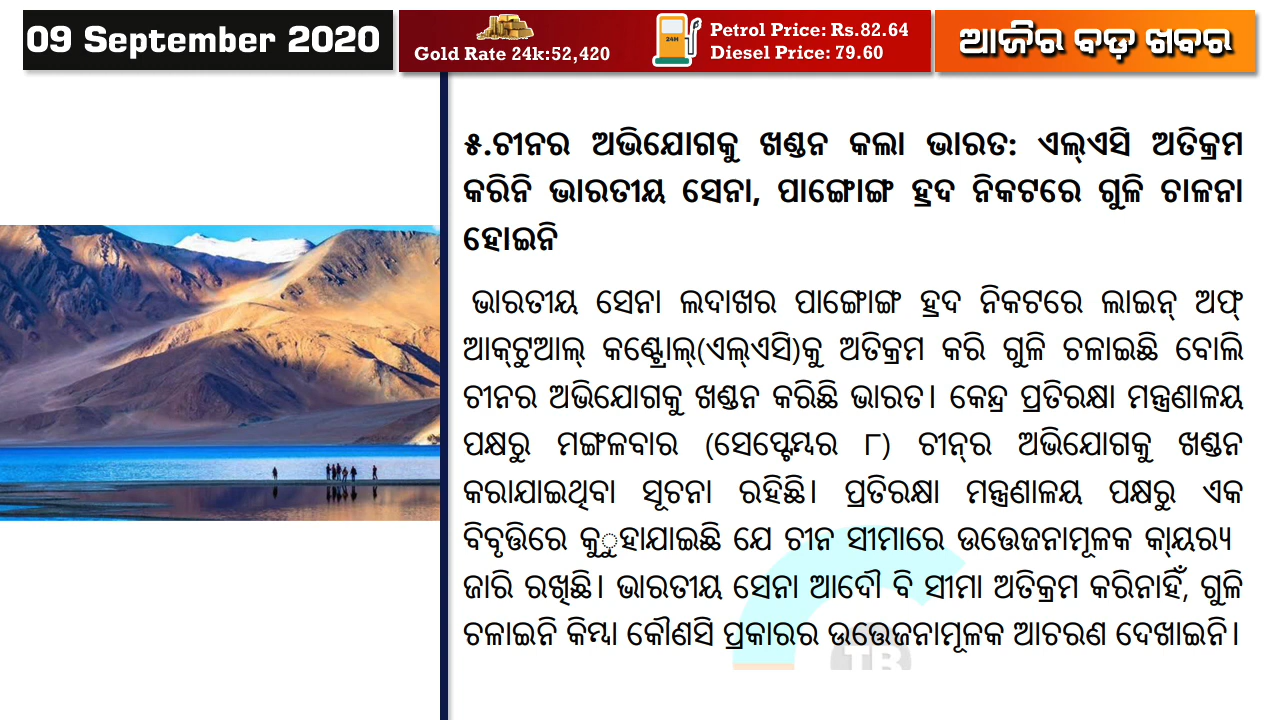 09 September 2020
Gold Rate 24k:52,420
24H
Petrol Price: Rs.82.64
Diesel Price: 79.60
ଆଜିର ବଡ଼ ଖବର
୫.ଚୀନର ଅଭିଯୋଗକୁ ଖଣ୍ଡନ କଲା ଭାରତ: ଏଲ୍ଏସି ଅତିକ୍ରମ
କରିନି ଭାରତୀୟ ସେନା, ପାଙ୍ଗୋଙ୍ଗ ହ୍ରଦ ନିକଟରେ ଗୁଳି ଚାଳନା
ହୋଇନି
ଭାରତୀୟ ସେନା ଲଦାଖର ପାଙ୍ଗୋଙ୍ଗ ହ୍ରଦ ନିକଟରେ ଲାଇନ୍ ଅଫ୍
ଆକ୍ଚୁଆଲ୍ କଣ୍ଟ୍ରୋଲ୍(ଏଲ୍ଏସି)କୁ ଅତିକ୍ରମ କରି ଗୁଳି ଚଳାଇଛି ବୋଲି
ଚୀନର ଅଭିଯୋଗକୁ ଖଣ୍ଡନ କରିଛି ଭାରତ। କେନ୍ଦ୍ର ପ୍ରତିରକ୍ଷା ମନ୍ତ୍ରଣାଳୟ
ପକ୍ଷରୁ ମଙ୍ଗଳବାର (ସେପ୍ଟେମ୍ବର ୮) ଚୀନ୍ର ଅଭିଯୋଗକୁ ଖଣ୍ଡନ
କରାଯାଇଥିବା ସୂଚନା ରହିଛି। ପ୍ରତିରକ୍ଷା ମନ୍ତ୍ରଣାଳୟ ପକ୍ଷରୁ ଏକ
ବିବୃତ୍ତିରେ କୁୁହାଯାଇଛି ଯେ ଚୀନ ସୀମାରେ ଉତ୍ତେଜନାମୂଳକ କା୍ୟର୍ଯ
ଜାରି ରଖିଛି। ଭାରତୀୟ ସେନା ଆଦୌ ବି ସୀମା ଅତିକ୍ରମ କରିନାହିଁ, ଗୁଳି
ଚଳାଇନି କିମ୍ବା କୌଣସି ପ୍ରକାରର ଉତ୍ତେଜନାମୂଳକ ଆଚରଣ ଦେଖାଇନି।
TB